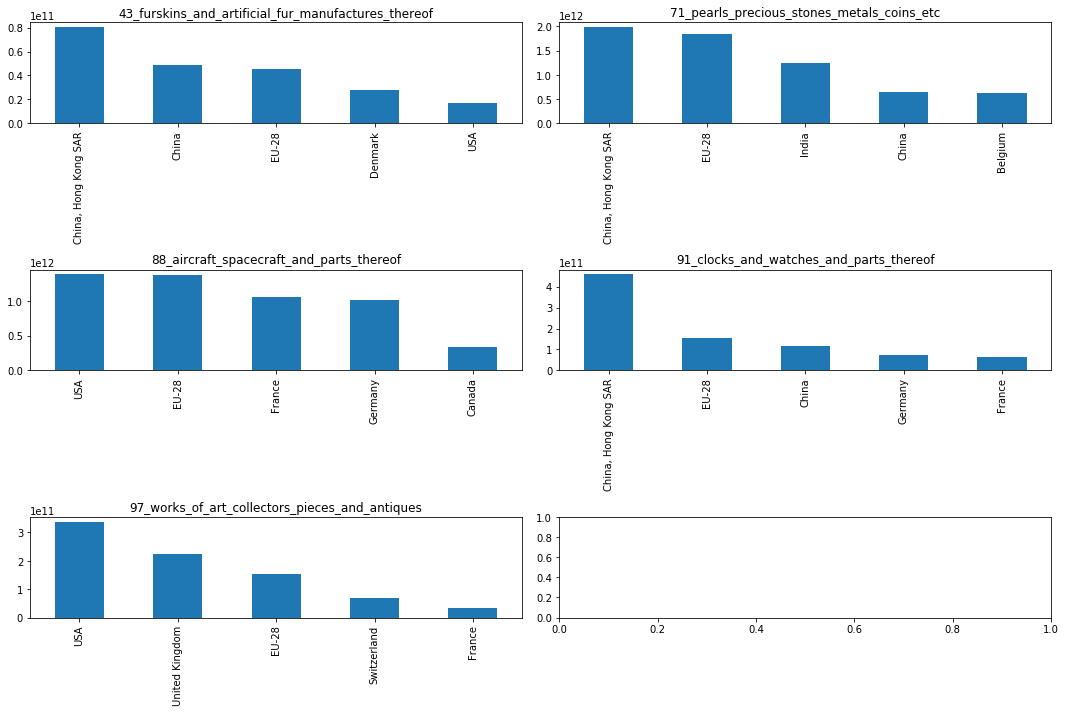 43_furskins_and_artificial_fur_manufactures_thereof
1e11
0.8
0.6
0.4
0.2
0.0
China, Hong Kong SAR
China
EU-28
Denmark
USA
71_pearls_precious_stones_metals_coins_etc
1e12
2.0
1.5
1.0
0.5
0.0
China, Hong Kong SAR
EU-28
India
China
Belgium
88_aircraft_spacecraft_and_parts_thereof
1e12
1.0
0.5
0.0
USA
EU-28
France
Germany
Canada
91_clocks_and_watches_and_parts_thereof
1e11
4
3
2
1
0
China, Hong Kong SAR
EU-28
China
Germany
France
97_works_of_art_collectors_pieces_and_antiques
1e11
3
2
1
0
USA
United Kingdom
EU-28
Switzerland
France
1.0
0.8
0.6
0.4
0.2
0.0
0.0 0.2 0.4 0.6 0.8 1.0